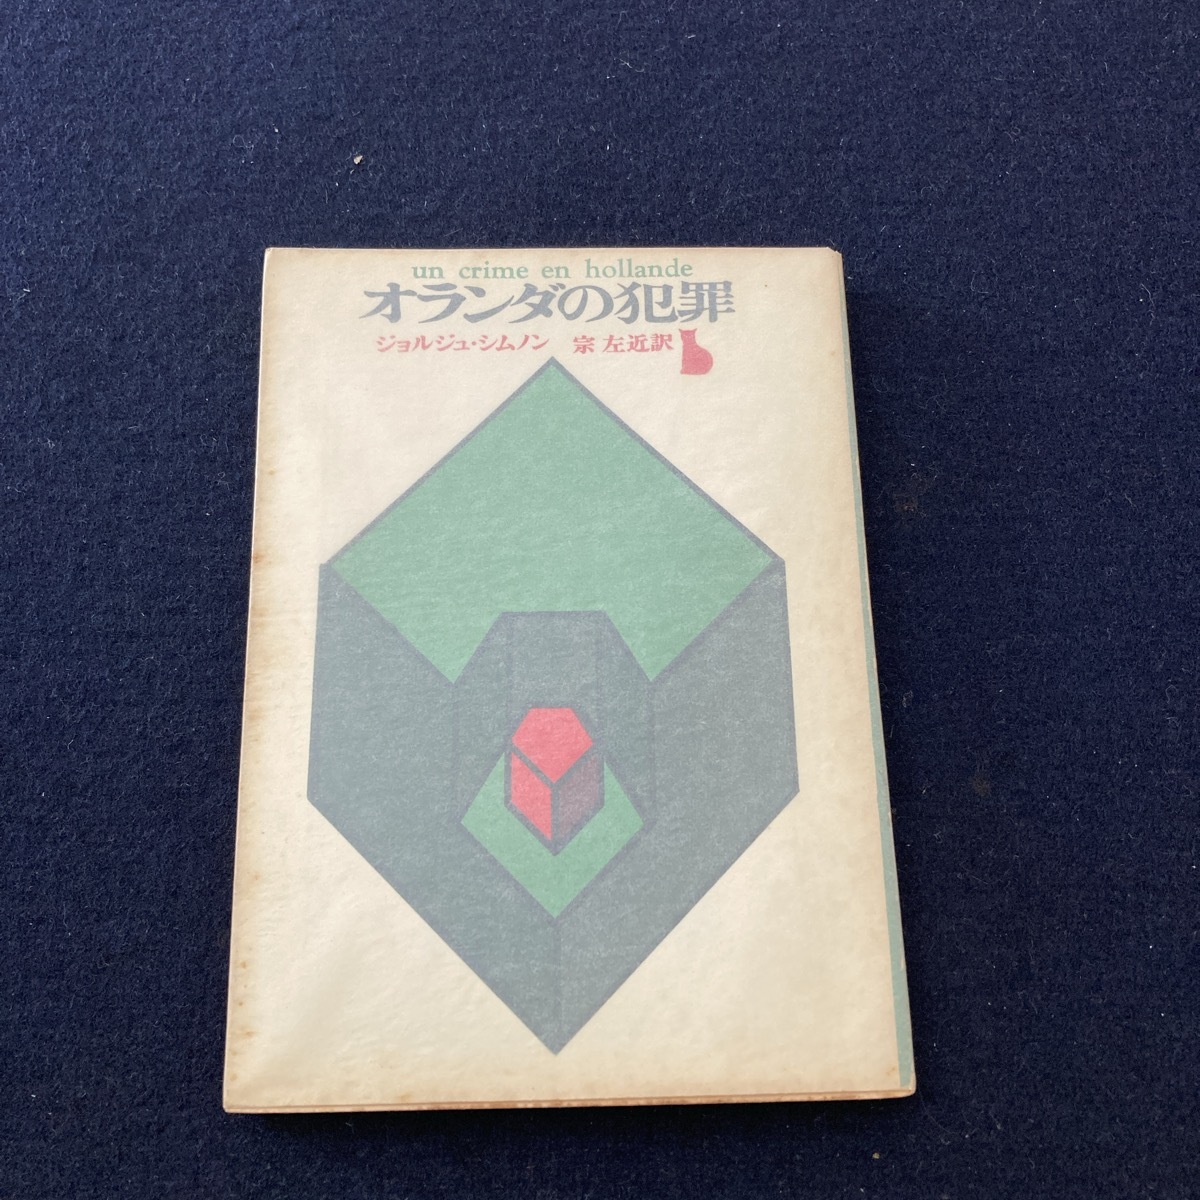 un crime en hollande
オランダの犯罪
ジョルジュ・シムノン　宗 左近訳